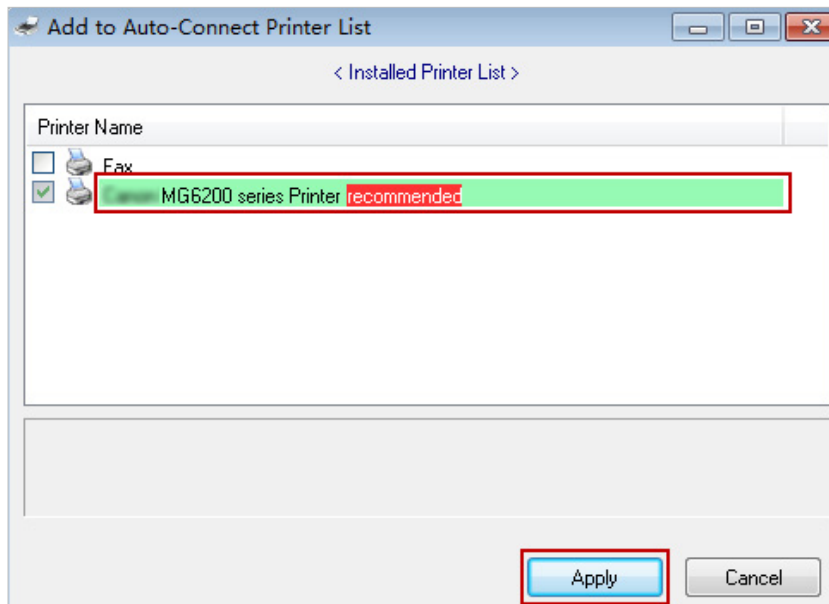 Add to Auto-Connect Printer List
< Installed Printer List >
Printer Name
Fax
MG6200 series Printer recommended
Apply
Cancel